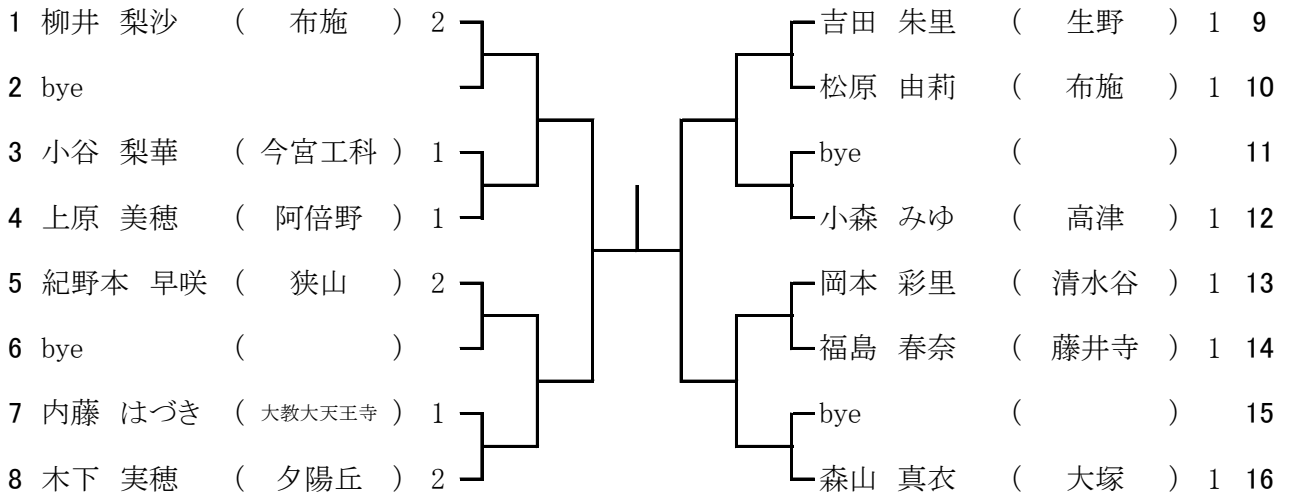 1 柳井 梨沙 ( 布施 ) 2 吉田 朱里 ( 生野 ) 1 9
2 bye 松原 由莉 ( 布施 ) 1 10
3 小谷 梨華 ( 今宮工科 ) 1 bye ( ) 11
4 上原 美穂 ( 阿倍野 ) 1 小森 みゆ ( 高津 ) 1 12
5 紀野本 早咲 ( 狭山 ) 2 岡本 彩里 ( 清水谷 ) 1 13
6 bye ( ) 福島 春奈 ( 藤井寺 ) 1 14
7 内藤 はづき ( 大教大天王寺 ) 1 bye ( ) 15
8 木下 実穂 ( 夕陽丘 ) 2 森山 真衣 ( 大塚 ) 1 16